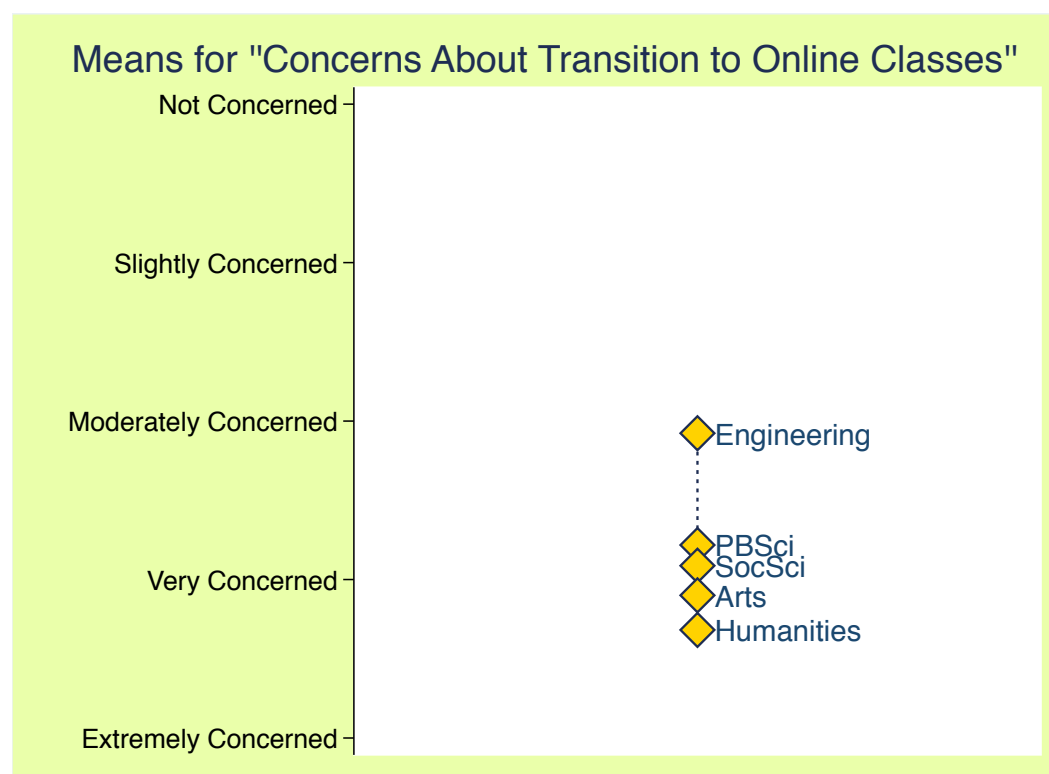 Means for "Concerns About Transition to Online Classes"
Not Concerned
Slightly Concerned
Moderately Concerned
Engineering
PBSci
SocSci
Very Concerned
Arts
Humanities
Extremely Concerned